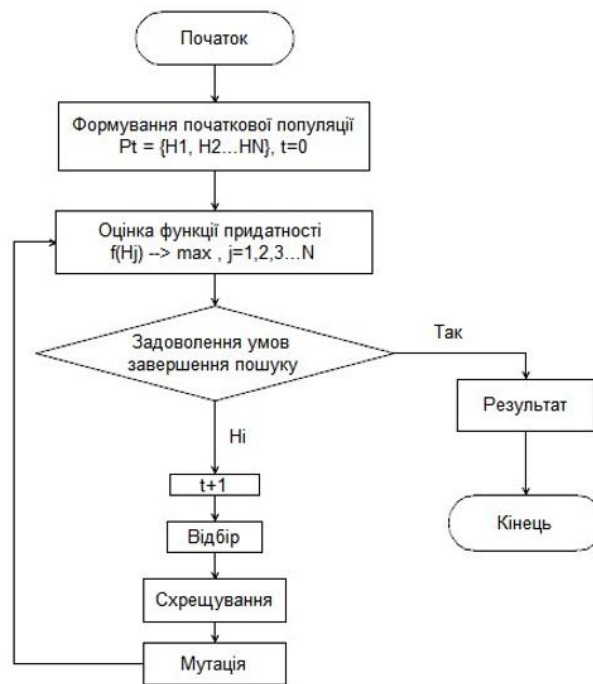 Початок
Формування початкової популяції
Pt = {H1, H2...HN}, t=0
Оцінка функції придатності
f(Hj) --> max , j=1,2,3...N
Задоволення умов
завершення пошуку
Так
Результат
Ні
t+1
Кінець
Відбір
Схрещування
Мутація